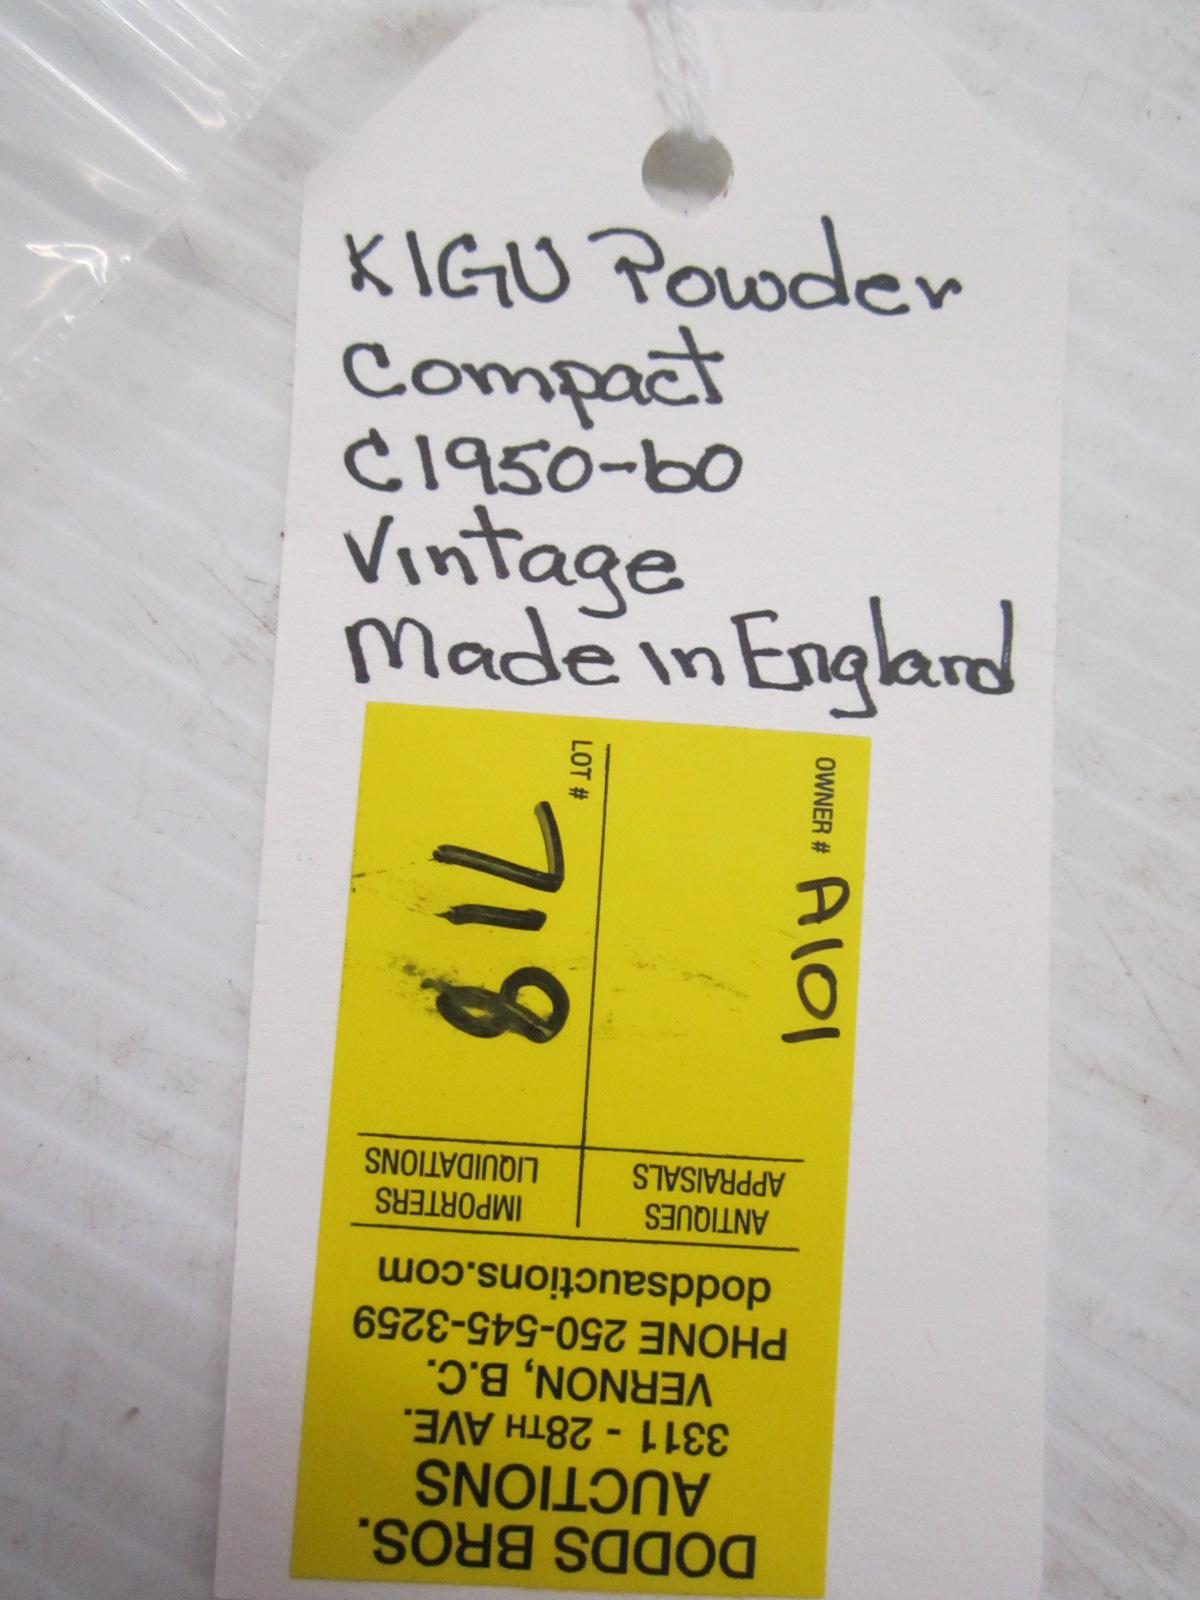 KIGU Powder
Compact
C1950-60
Vintage
Made in England
OWNER # A101
LOT # 718
ANTIQUES
APPRAISALS
IMPORTERS
LIQUIDATIONS
DODDS BROS.
AUCTIONS
3311 - 28TH AVE.
VERNON, B.C.
PHONE 250-545-3259
doddsauctions.com